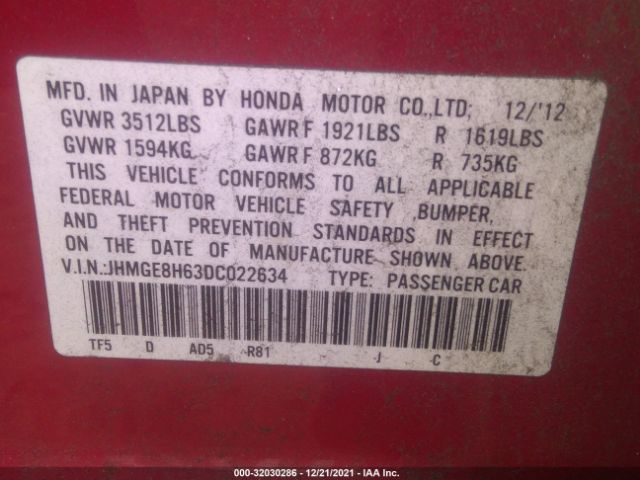 MFD. IN JAPAN BY HONDA MOTOR CO.,LTD; 12/'12
GVWR 3512LBS GAWR F 1921LBS R 1619LBS
GVWR 1594KG GAWR F 872KG R 735KG
THIS VEHICLE CONFORMS TO ALL APPLICABLE
FEDERAL MOTOR VEHICLE SAFETY ,BUMPER,
AND THEFT PREVENTION STANDARDS IN EFFECT
ON THE DATE OF MANUFACTURE SHOWN ABOVE.
V.I.N.:JHMGE8H63DC022634 TYPE: PASSENGER CAR
TF5 D AD5 -R81 -J -C
000-32030286 - 12/21/2021 - IAA Inc.